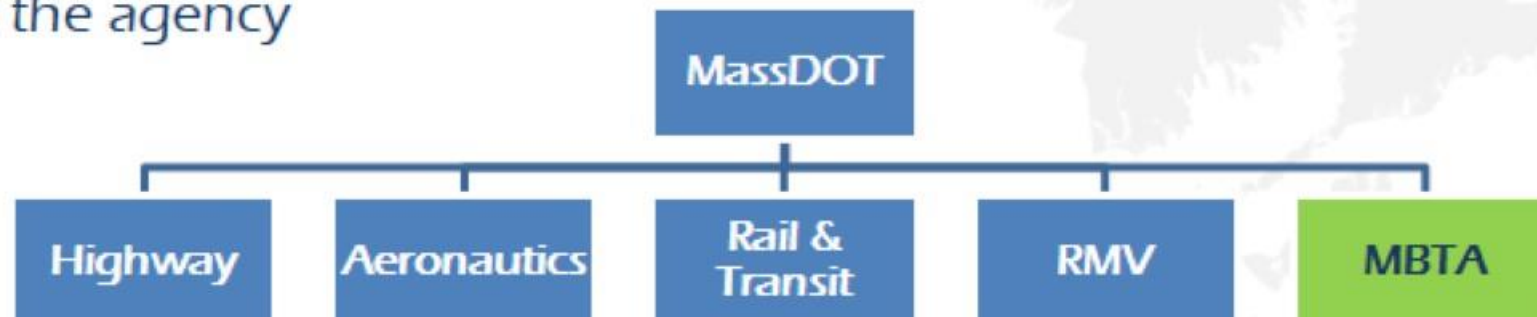 the agency
MassDOT
Highway
Aeronautics
Rail &
Transit
RMV
MBTA